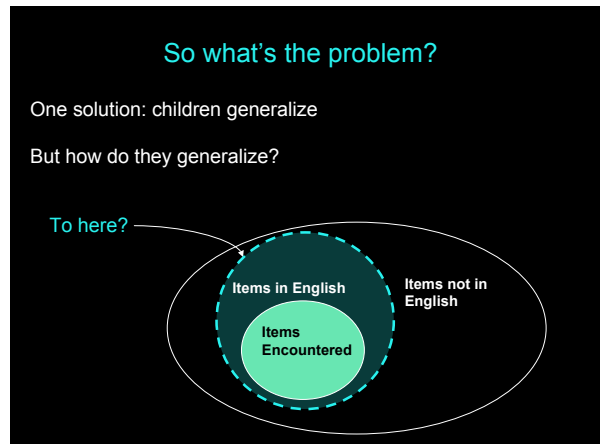 So what's the problem?
One solution: children generalize
But how do they generalize?
To here?
Items in English
Items not in
English
Items
Encountered